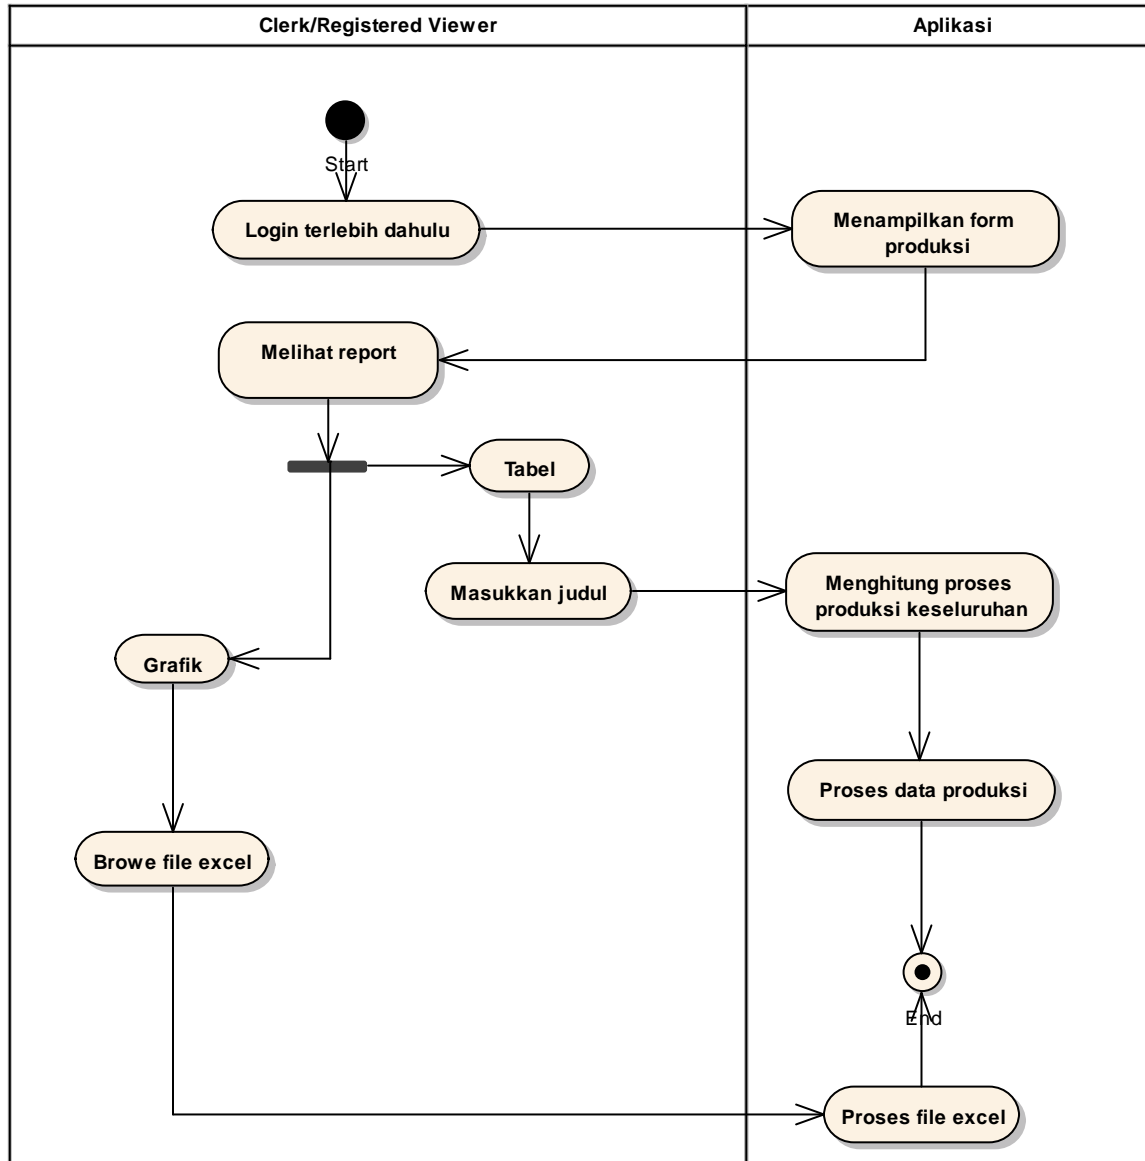 Clerk/Registered Viewer
Aplikasi
Start
Login terlebih dahulu
Menampilkan form
produksi
Melihat report
Tabel
Masukkan judul
Menghitung proses
produksi keseluruhan
Grafik
Proses data produksi
Browe file excel
End
Proses file excel